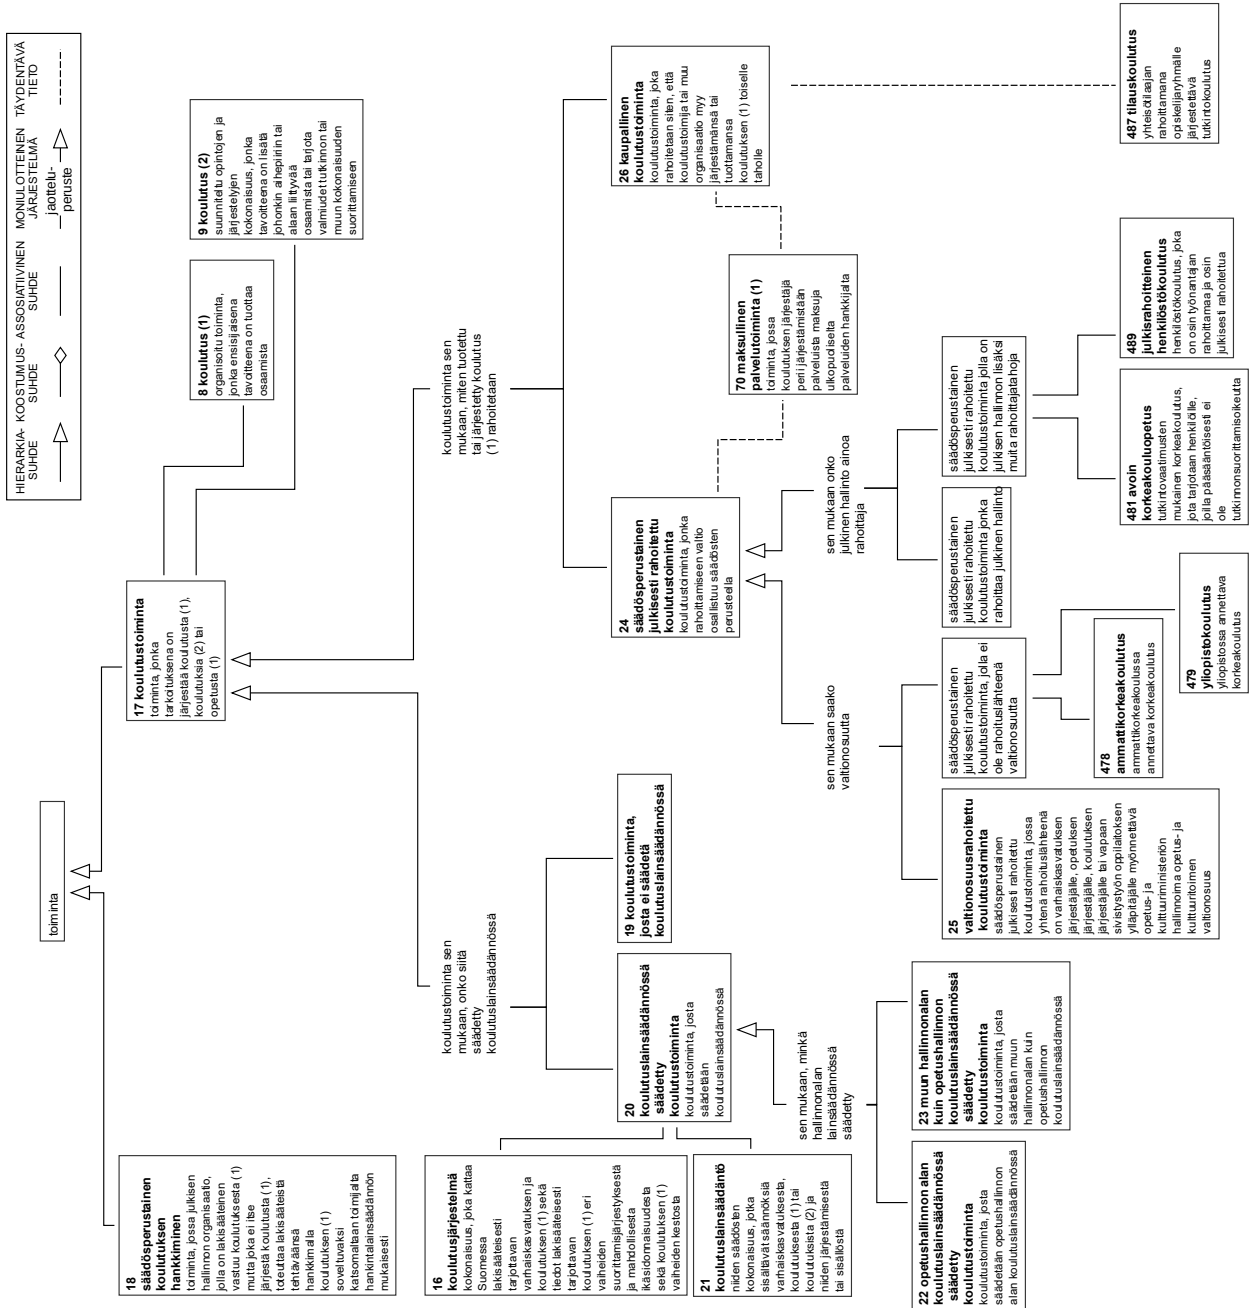 HIERARKIA-
SUHDE
KOOSTUMUS-
SUHDE
ASSOSIATIIVINEN
SUHDE
MONIULOTTEINEN
JÄRJESTELMÄ
jaottelu-
peruste
TÄYDENTÄVÄ
TIETO
toiminta
18
säädösperustainen
koulutuksen
hankkiminen
toiminta, jossa julkisen
hallinnon organisaatio,
jolla on lakisääteinen
vastuu koulutuksesta (1)
mutta joka ei itse
järjestä koulutusta (1),
toteuttaa lakisääteistä
tehtäväänsä
hankkimalla
koulutuksen (1)
soveltuvaksi
katsomaltaan toimijalta
hankintalainsäädännön
mukaisesti
17 koulutustoiminta
toiminta, jonka
tarkoituksena on
järjestää koulutusta (1),
koulutuksia (2) tai
opetusta (1)
8 koulutus (1)
organisoitu toiminta,
jonka ensisijaisena
tavoitteena on tuottaa
osaamista
9 koulutus (2)
suunniteltu opintojen ja
järjestelyjen
kokonaisuus, jonka
tavoitteena on lisätä
johonkin aihepiiriin tai
alaan liittyvää
osaamista tai tarjota
valmiudet tutkinnon tai
muun kokonaisuuden
suorittamiseen
koulutustoiminta sen
mukaan, onko siitä
säädetty
koulutuslainsäädännössä
koulutustoiminta sen
mukaan, miten tuotettu
tai järjestetty koulutus
(1) rahoitetaan
16
koulutusjärjestelmä
kokonaisuus, joka kattaa
Suomessa
lakisääteisesti
tarjottavan
varhaiskasvatuksen ja
koulutuksen (1) sekä
tiedot lakisääteisesti
tarjottavan
koulutuksen (1) eri
vaiheiden
suorittamisjärjestyksestä
ja mahdollisesta
ikäsidonnaisuudesta
sekä koulutuksen (1)
vaiheiden kestosta
20
koulutuslainsäädännössä
säädetty
koulutustoiminta
koulutustoiminta, josta
säädetään
koulutuslainsäädännössä
19 koulutustoiminta,
josta ei säädetä
koulutuslainsäädännössä
24
säädösperustainen
julkisesti rahoitettu
koulutustoiminta
koulutustoiminta, jonka
rahoittamiseen valtio
osallistuu säädösten
perusteella
26 kaupallinen
koulutustoiminta
koulutustoiminta, joka
rahoitetaan siten, että
koulutustoimija tai muu
organisaatio myy
järjestämänsä tai
tuottamansa
koulutuksen (1) toiselle
taholle
21
koulutuslainsäädäntö
niiden säädösten
kokonaisuus, jotka
sisältävät säännöksiä
varhaiskasvatuksesta,
koulutuksesta (1) tai
koulutuksista (2) ja
niiden järjestämisestä
tai sisällöstä
70 maksullinen
palvelutoiminta (1)
toiminta, jossa
koulutuksen järjestäjä
perii järjestämistään
palveluista maksuja
ulkopuoliselta
palveluiden hankkijalta
sen mukaan, minkä
hallinnonalan
lainsäädännössä
säädetty
sen mukaan saako
valtionosuutta
sen mukaan onko
julkinen hallinto ainoa
rahoittaja
22 opetushallinnon alan
koulutuslainsäädännössä
säädetty
koulutustoiminta
koulutustoiminta, josta
säädetään opetushallinnon
alan koulutuslainsäädännössä
23 muun hallinnonalan
kuin opetushallinnon
koulutuslainsäädännössä
säädetty
koulutustoiminta
koulutustoiminta, josta
säädetään muun
hallinnonalan kuin
opetushallinnon
koulutuslainsäädännössä
25
valtionosuusrahoitettu
koulutustoiminta
säädösperustainen
julkisesti rahoitettu
koulutustoiminta, jossa
yhtenä rahoituslähteenä
on varhaiskasvatuksen
järjestäjälle, opetuksen
järjestäjälle, koulutuksen
järjestäjälle tai vapaan
sivistystyön oppilaitoksen
ylläpitäjälle myönnettävä
opetus- ja
kulttuuriministeriön
hallinnoima opetus- ja
kulttuuritoimen
valtionosuus
säädösperustainen
julkisesti rahoitettu
koulutustoiminta, jolla ei
ole rahoituslähteenä
valtionosuutta
säädösperustainen
julkisesti rahoitettu
koulutustoiminta jonka
rahoittaa julkinen hallinto
säädösperustainen
julkisesti rahoitettu
koulutustoiminta jolla on
julkisen hallinnon lisäksi
muita rahoittajatahoja
478
ammattikorkeakoulutus
ammattikorkeakoulussa
annettava korkeakoulutus
479
yliopistokoulutus
yliopistossa annettava
korkeakoulutus
481 avoin
korkeakouluopetus
tutkintovaatimusten
mukainen korkeakoulutus,
jota tarjotaan henkilöille,
joilla pääsääntöisesti ei
ole
tutkinnonsuorittamisoikeutta
489
julkisrahoitteinen
henkilöstökoulutus
henkilöstökoulutus, joka
on osin työnantajan
rahoittamaa ja osin
julkisesti rahoitettua
487 tilauskoulutus
yhteisötilaajan
rahoittamana
opiskelijaryhmälle
järjestettävä
tutkintokoulutus